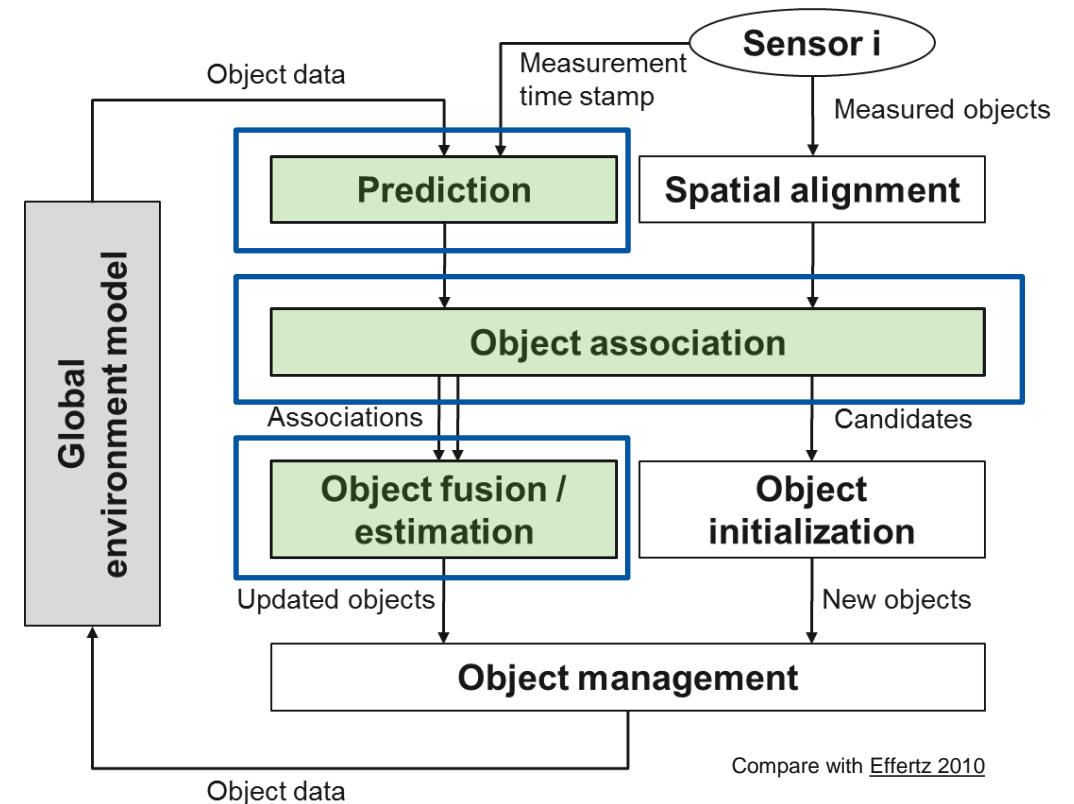 Sensor i
Object data
Measurement
time stamp
Measured objects
Prediction
Spatial alignment
Global
environment model
Object association
Associations
Candidates
Object fusion /
estimation
Object
initialization
Updated objects
New objects
Object management
Object data
Compare with Effertz 2010